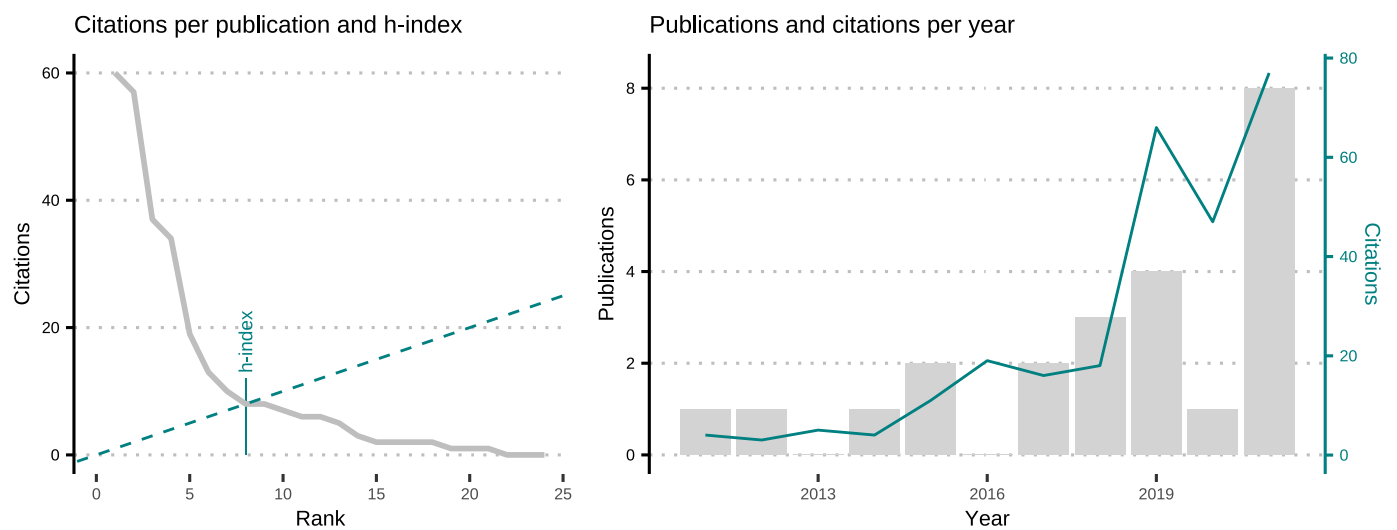 Citations per publication and h-index
60
40
20
0
Citations
h-index
0 5 10 15 20 25
Rank
Publications and citations per year
8
6
4
2
0
Publications
80
60
40
20
0
Citations
2013 2016 2019
Year